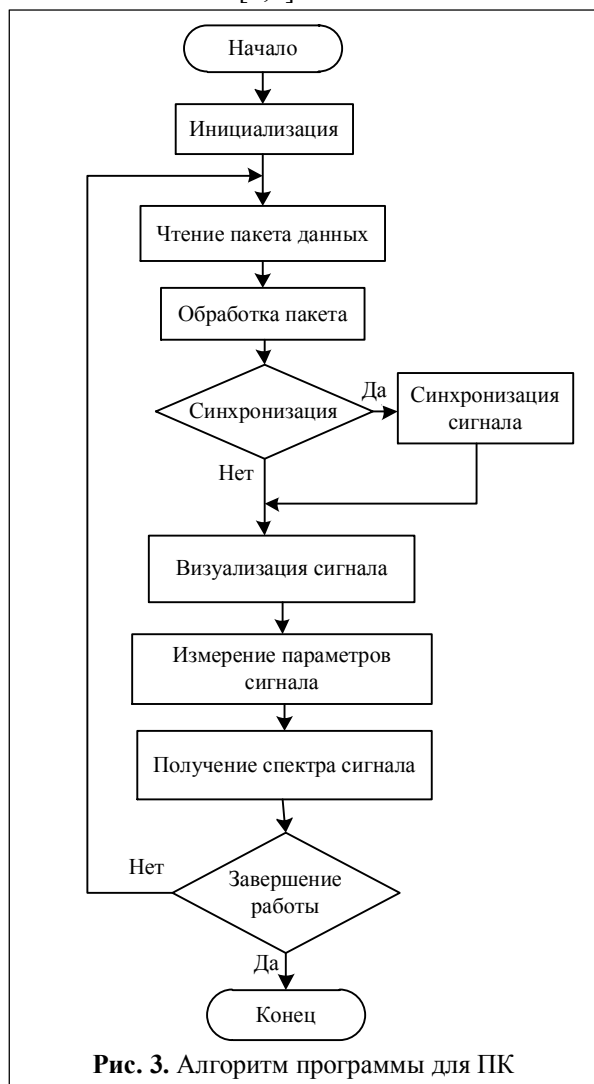 Начало
Инициализация
Чтение пакета данных
Обработка пакета
Синхронизация
Да
Синхронизация
сигнала
Нет
Визуализация сигнала
Измерение параметров
сигнала
Получение спектра сигнала
Нет
Завершение
работы
Да
Конец
Рис. 3. Алгоритм программы для ПК